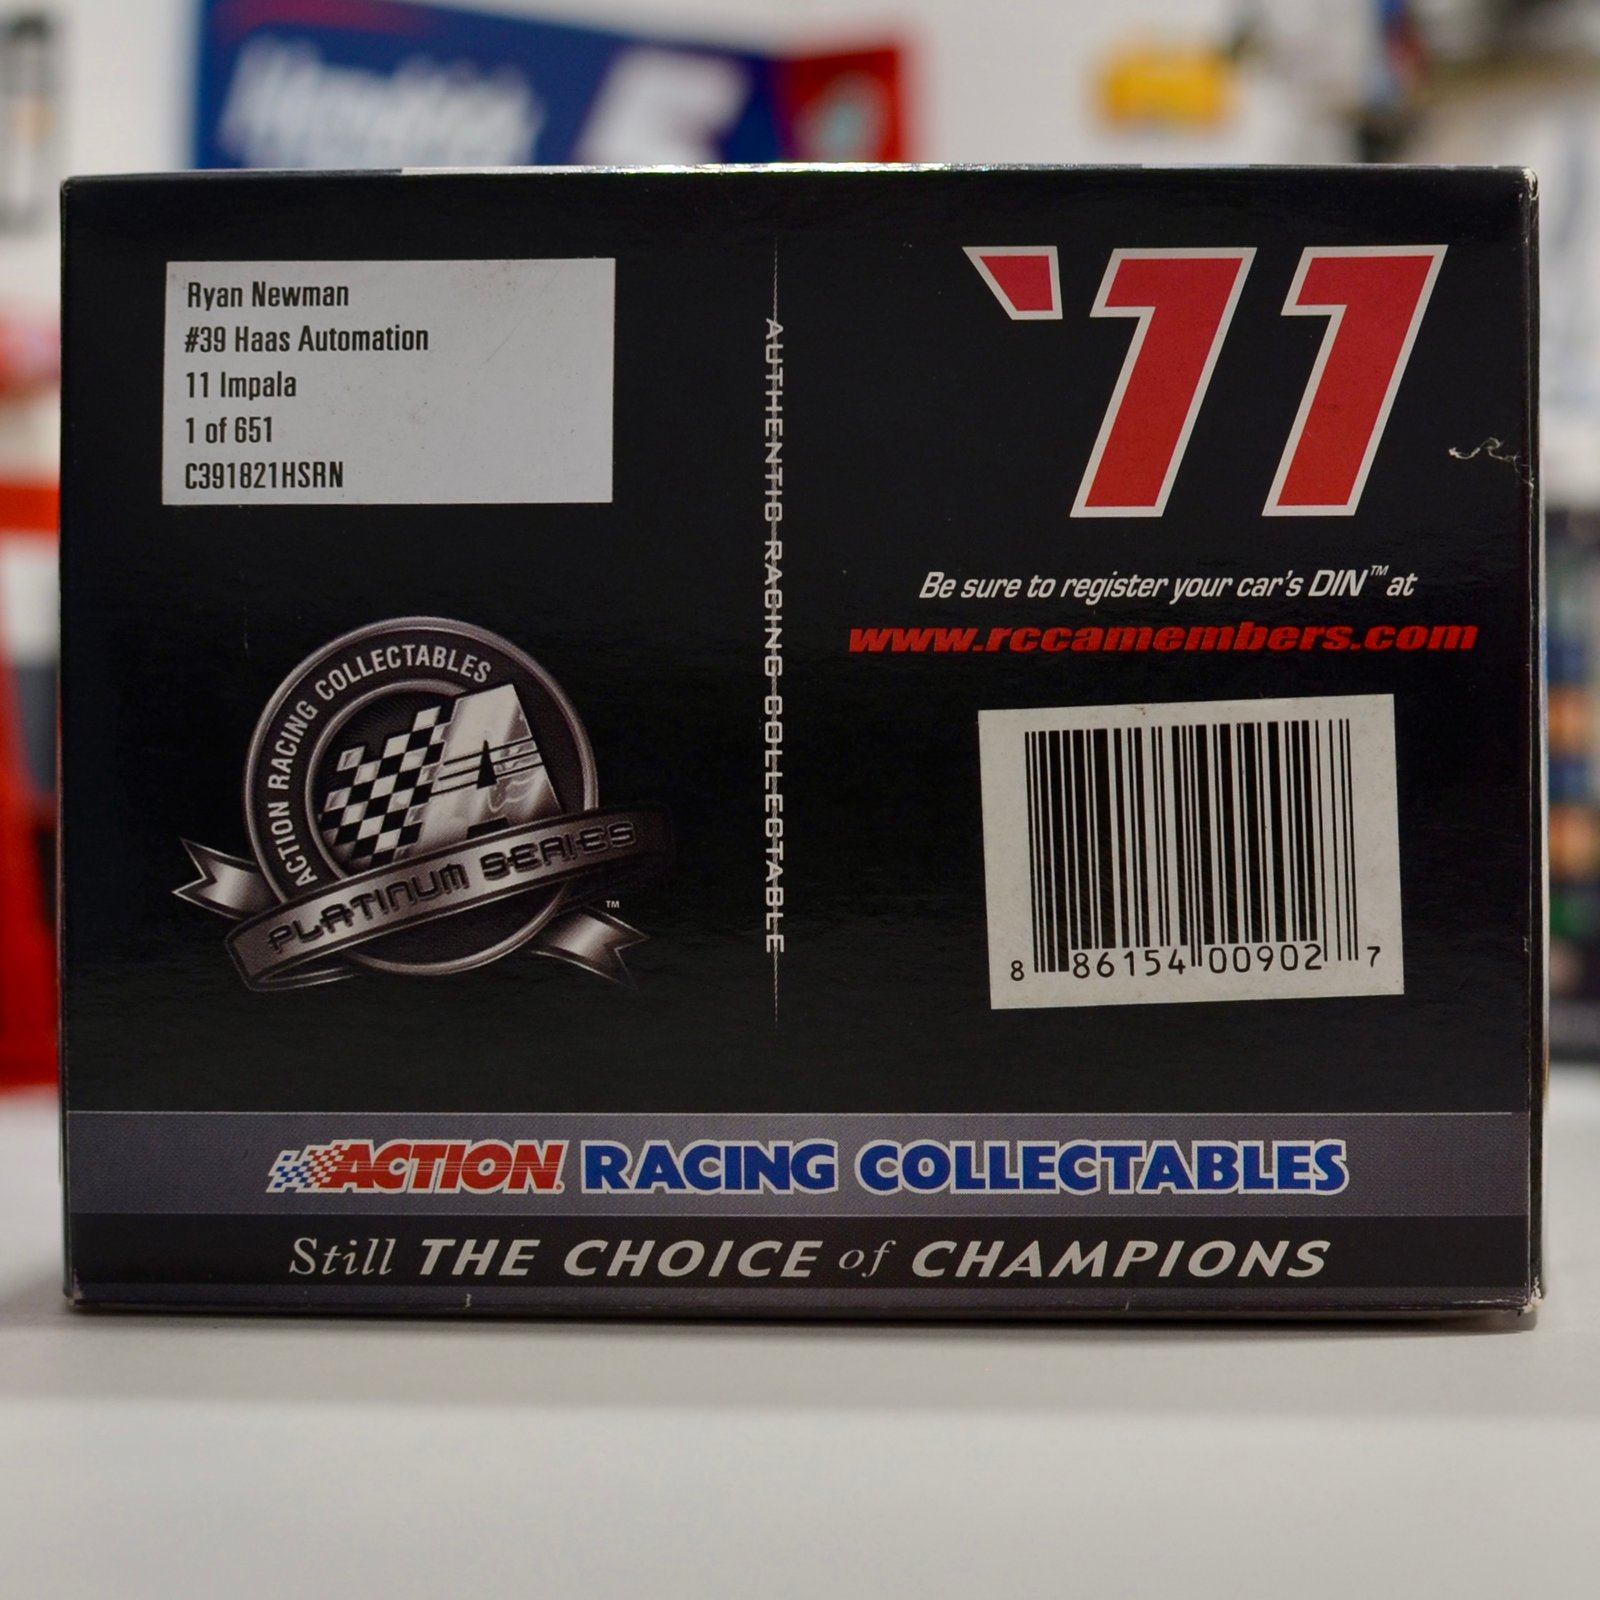 Ryan Newman
#39 Haas Automation
11 Impala
1 of 651
C391821HSRN
ACTION RACING COLLECTABLES
A
PLATINUM SERIES
™
AUTHENTIC RACING COLLECTABLE
'11
Be sure to register your car's DIN™ at
www.rccamembers.com
8 86154 00902 7
ACTION RACING COLLECTABLES
Still THE CHOICE of CHAMPIONS